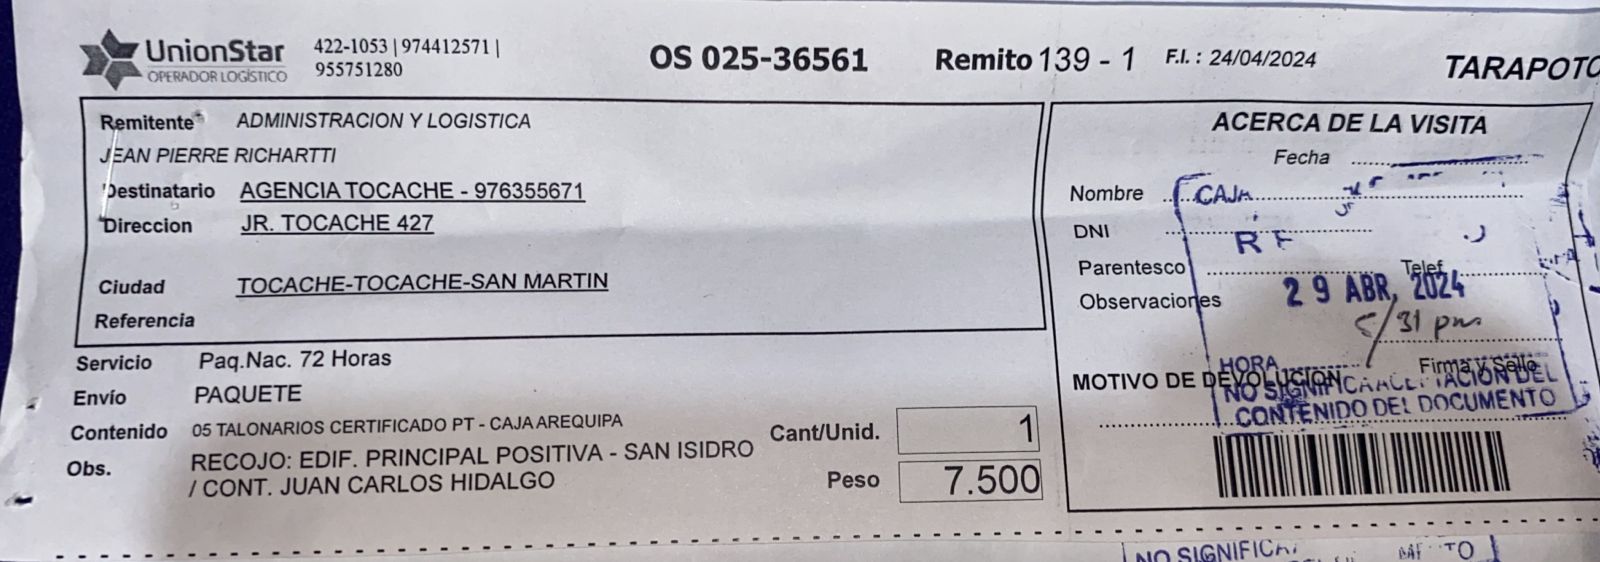 UnionStar
OPERADOR LOGÍSTICO
422-1053 | 974412571 |
955751280
OS 025-36561
Remito 139 - 1
F.I. : 24/04/2024
TARAPOTO
Remitente ADMINISTRACION Y LOGISTICA
JEAN PIERRE RICHARTTI
Destinatario AGENCIA TOCACHE - 976355671
Direccion JR. TOCACHE 427
Ciudad TOCACHE-TOCACHE-SAN MARTIN
Referencia
Servicio Paq.Nac. 72 Horas
Envío PAQUETE
Contenido 05 TALONARIOS CERTIFICADO PT - CAJA AREQUIPA
Obs. RECOJO: EDIF. PRINCIPAL POSITIVA - SAN ISIDRO
/ CONT. JUAN CARLOS HIDALGO
Cant/Unid. 1
Peso 7.500
ACERCA DE LA VISITA
Fecha
Nombre CAJA
DNI
Parentesco Telef
Observaciones 29 ABR, 2024
5/31 pm
HORA Firma y Sello
MOTIVO DE DEVOLUCION
NO SIGNIFICA ACEPTACION DEL
CONTENIDO DEL DOCUMENTO
NO